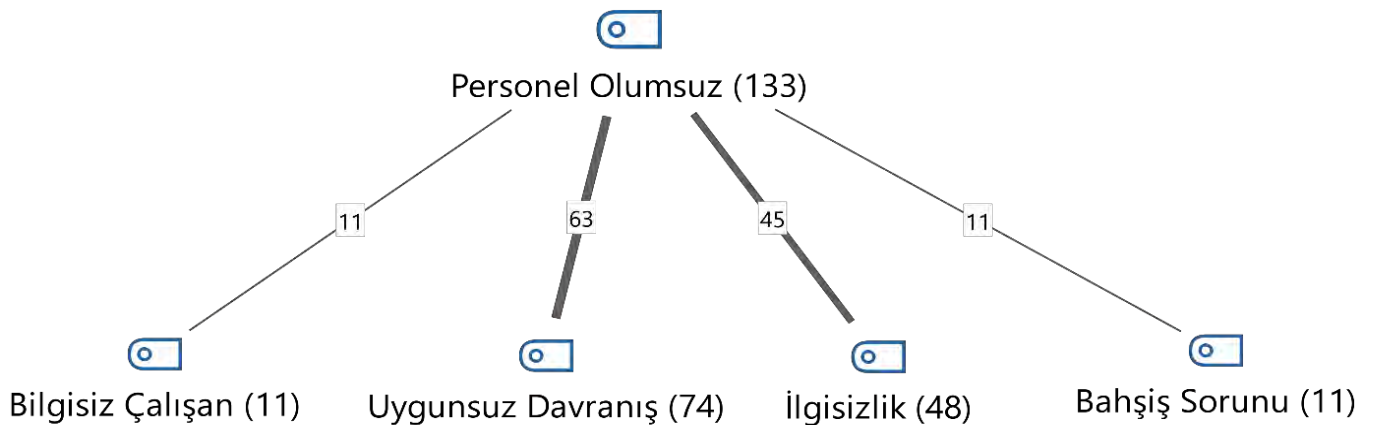 Personel Olumsuz (133)
11
63
45
11
Bilgisiz Çalışan (11)
Uygunsuz Davranış (74)
İlgisizlik (48)
Bahşiş Sorunu (11)